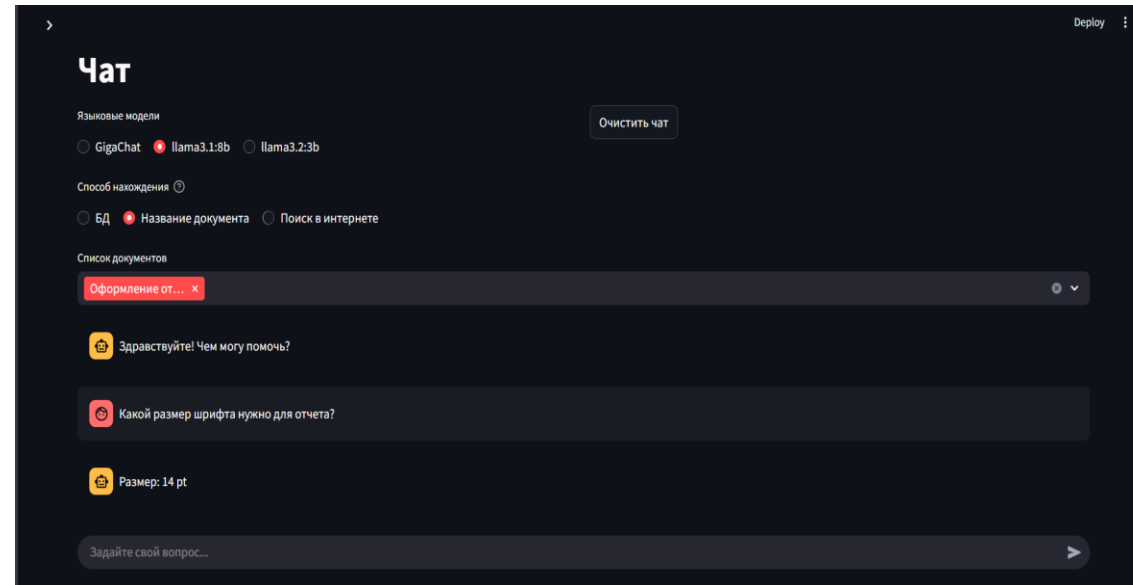 Deploy
Чат
Языковые модели
Очистить чат
GigaChat llama3.1:8b llama3.2:3b
Способ нахождения
БД Название документа Поиск в интернете
Список документов
Оформление от... ×
Здравствуйте! Чем могу помочь?
Какой размер шрифта нужно для отчета?
Размер: 14 pt
Задайте свой вопрос...